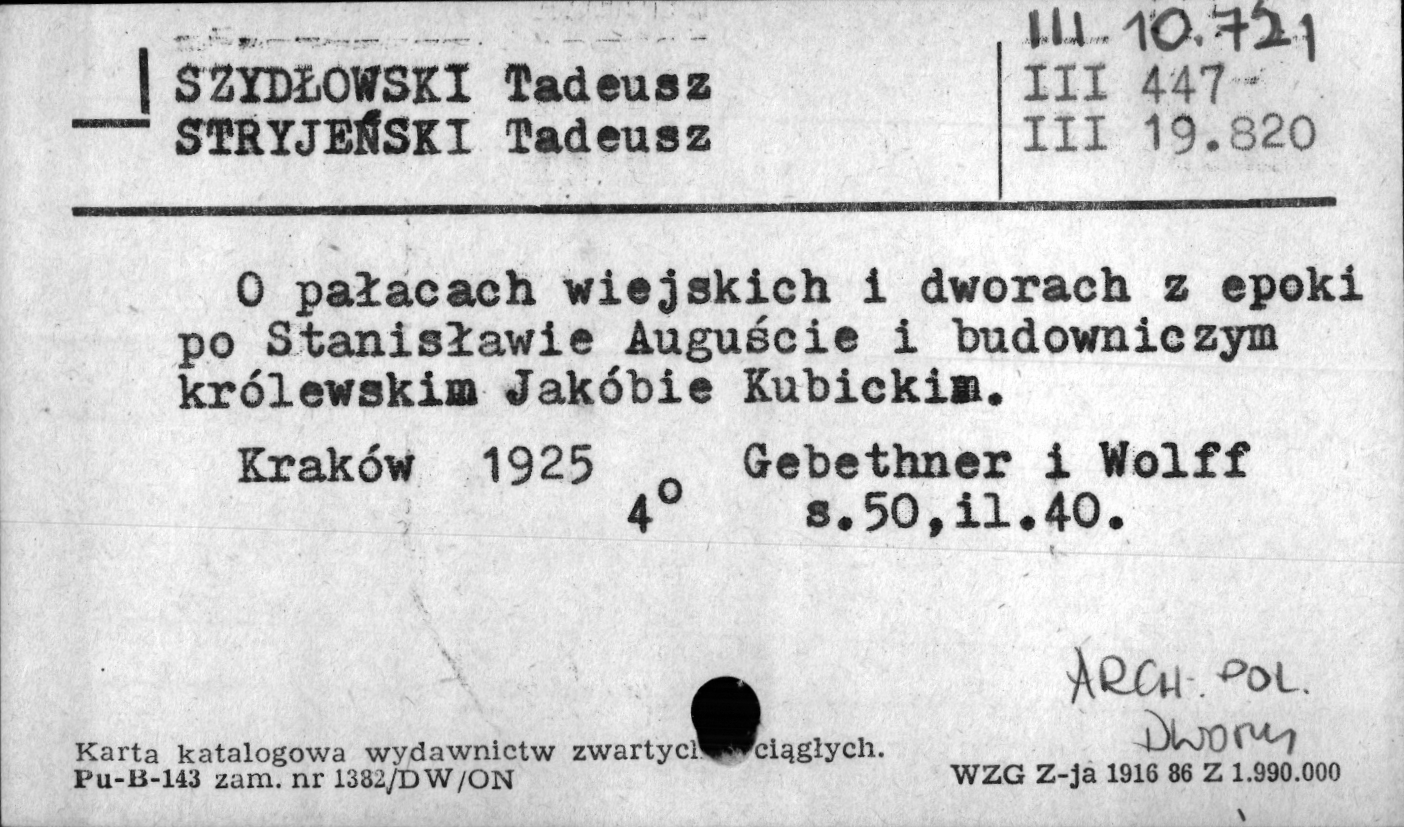 III 10.721
SZYDŁOWSKI Tadeusz
III 447
STRYJEŃSKI Tadeusz
III 19.820
O pałacach wiejskich i dworach z epoki
po Stanisławie Auguście i budowniczym
królewskim Jakóbie Kubickim.
Kraków 1925 Gebethner i Wolff
4° s.50,il.40.
ARCH. POL.
DWORY
Karta katalogowa wydawnictw zwartych ciągłych.
Pu-B-143 zam. nr 1382/DW/ON
WZG Z-ja 1916 86 Z 1.990.000